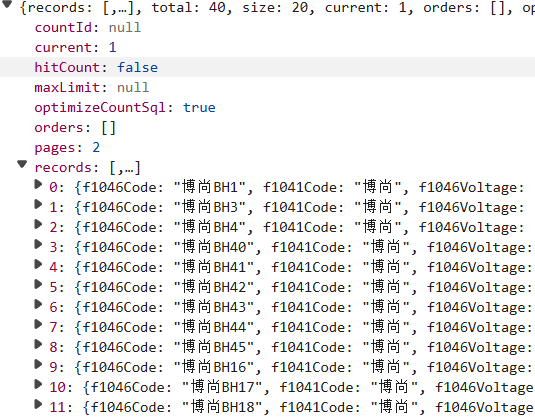 {records: [,…], total: 40, size: 20, current: 1, orders: [], op
countId: null
current: 1
hitCount: false
maxLimit: null
optimizeCountSql: true
orders: []
pages: 2
records: [,…]
0: {f1046Code: "博尚BH1", f1041Code: "博尚", f1046Voltage:
1: {f1046Code: "博尚BH3", f1041Code: "博尚", f1046Voltage:
2: {f1046Code: "博尚BH4", f1041Code: "博尚", f1046Voltage:
3: {f1046Code: "博尚BH40", f1041Code: "博尚", f1046Voltage
4: {f1046Code: "博尚BH41", f1041Code: "博尚", f1046Voltage
5: {f1046Code: "博尚BH42", f1041Code: "博尚", f1046Voltage
6: {f1046Code: "博尚BH43", f1041Code: "博尚", f1046Voltage
7: {f1046Code: "博尚BH44", f1041Code: "博尚", f1046Voltage
8: {f1046Code: "博尚BH45", f1041Code: "博尚", f1046Voltage
9: {f1046Code: "博尚BH16", f1041Code: "博尚", f1046Voltage
10: {f1046Code: "博尚BH17", f1041Code: "博尚", f1046Voltag
11: {f1046Code: "博尚BH18", f1041Code: "博尚", f1046Voltag